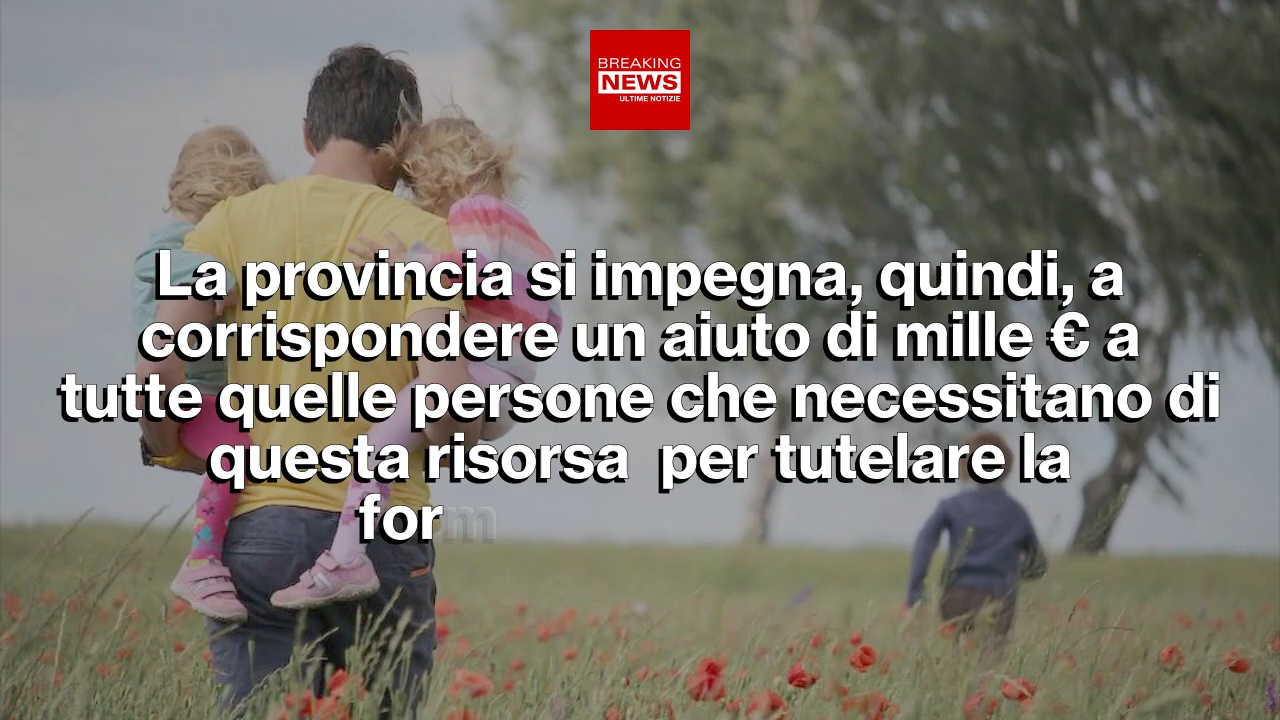 BREAKING
NEWS
ULTIME NOTIZIE
La provincia si impegna, quindi, a
corrispondere un aiuto di mille € a
tutte quelle persone che necessitano di
questa risorsa  per tutelare la
form